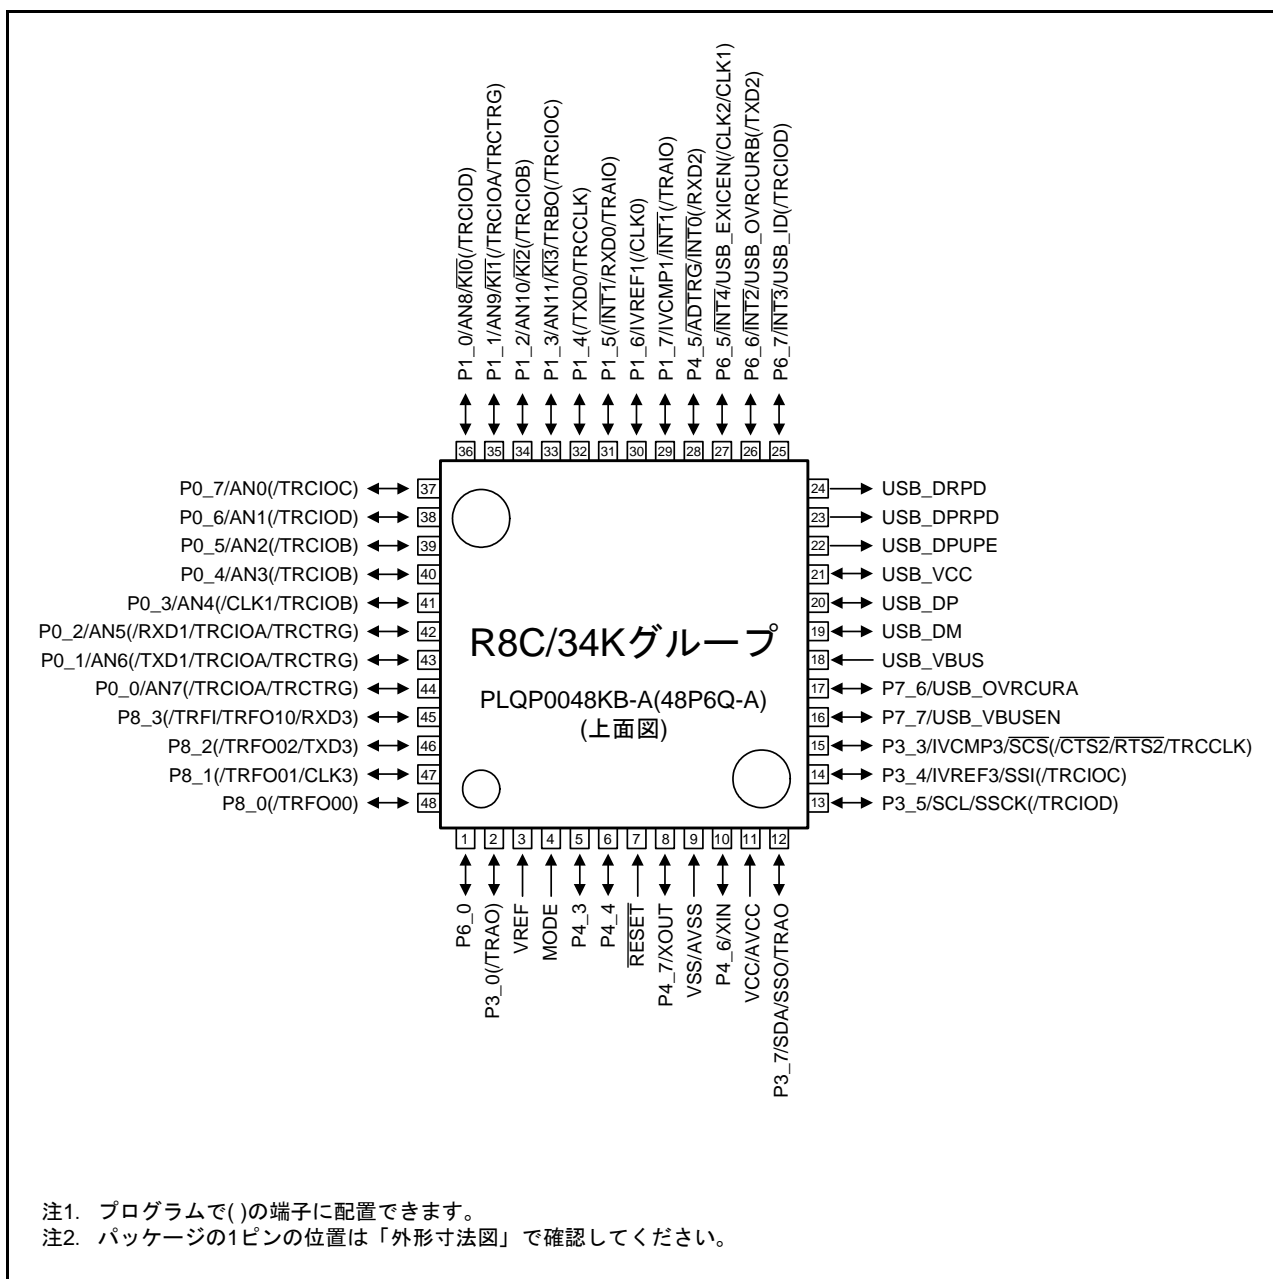 P1_0/AN8/KI0(/TRCIOD)
P1_1/AN9/KI1(/TRCIOA/TRCTRG)
P1_2/AN10/KI2(/TRCIOB)
P1_3/AN11/KI3/TRBO(/TRCIOC)
P1_4(/TXD0/TRCCLK)
P1_5(/INT1/RXD0/TRAIO)
P1_6/IVREF1(/CLK0)
P1_7/IVCMP1/INT1(/TRAIO)
P4_5/ADTRG/INT0(/RXD2)
P6_5/INT4/USB_EXICEN(/CLK2/CLK1)
P6_6/INT2/USB_OVRCURB(/TXD2)
P6_7/INT3/USB_ID(/TRCIOD)
36 35 34 33 32 31 30 29 28 27 26 25
P0_7/AN0(/TRCIOC) 37
P0_6/AN1(/TRCIOD) 38
P0_5/AN2(/TRCIOB) 39
P0_4/AN3(/TRCIOB) 40
P0_3/AN4(/CLK1/TRCIOB) 41
P0_2/AN5(/RXD1/TRCIOA/TRCTRG) 42
P0_1/AN6(/TXD1/TRCIOA/TRCTRG) 43
P0_0/AN7(/TRCIOA/TRCTRG) 44
P8_3(/TRFI/TRFO10/RXD3) 45
P8_2(/TRFO02/TXD3) 46
P8_1(/TRFO01/CLK3) 47
P8_0(/TRFO00) 48
R8C/34Kグループ
PLQP0048KB-A(48P6Q-A)
(上面図)
24 USB_DRPD
23 USB_DPRPD
22 USB_DPUPE
21 USB_VCC
20 USB_DP
19 USB_DM
18 USB_VBUS
17 P7_6/USB_OVRCURA
16 P7_7/USB_VBUSEN
15 P3_3/IVCMP3/SCS(/CTS2/RTS2/TRCCLK)
14 P3_4/IVREF3/SSI(/TRCIOC)
13 P3_5/SCL/SSCK(/TRCIOD)
1 2 3 4 5 6 7 8 9 10 11 12
P6_0
P3_0(/TRAO)
VREF
MODE
P4_3
P4_4
RESET
P4_7/XOUT
VSS/AVSS
P4_6/XIN
VCC/AVCC
P3_7/SDA/SSO/TRAO
注1. プログラムで( )の端子に配置できます。
注2. パッケージの1ピンの位置は「外形寸法図」で確認してください。